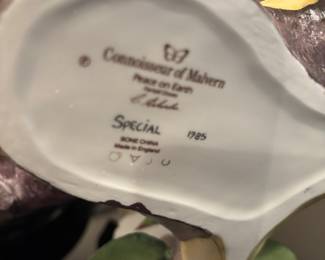 Connoisseur of Malvern
Peace on Earth
SPECIAL 1985
BONE CHINA
Made in England